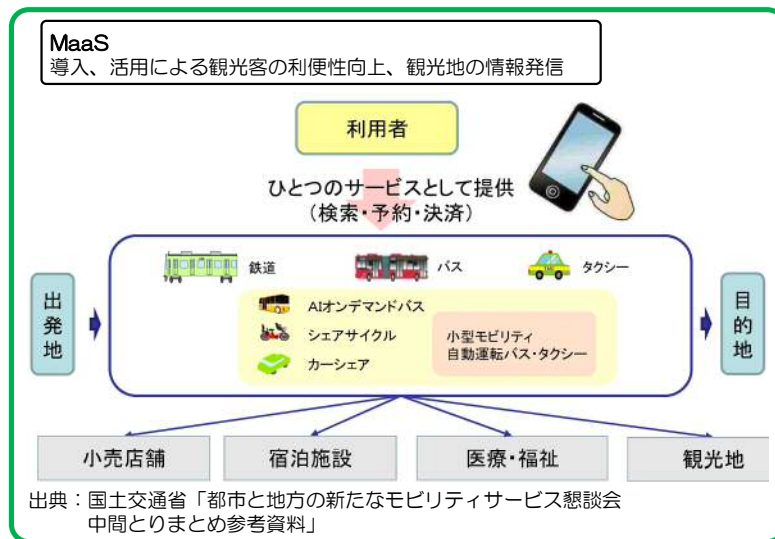 MaaS
導入、活用による観光客の利便性向上、観光地の情報発信
利用者
ひとつのサービスとして提供
（検索・予約・決済）
鉄道
バス
タクシー
出発地
目的地
AIオンデマンドバス
シェアサイクル
カーシェア
小型モビリティ
自動運転バス・タクシー
小売店舗
宿泊施設
医療・福祉
観光地
出典：国土交通省「都市と地方の新たなモビリティサービス懇談会
中間とりまとめ参考資料」